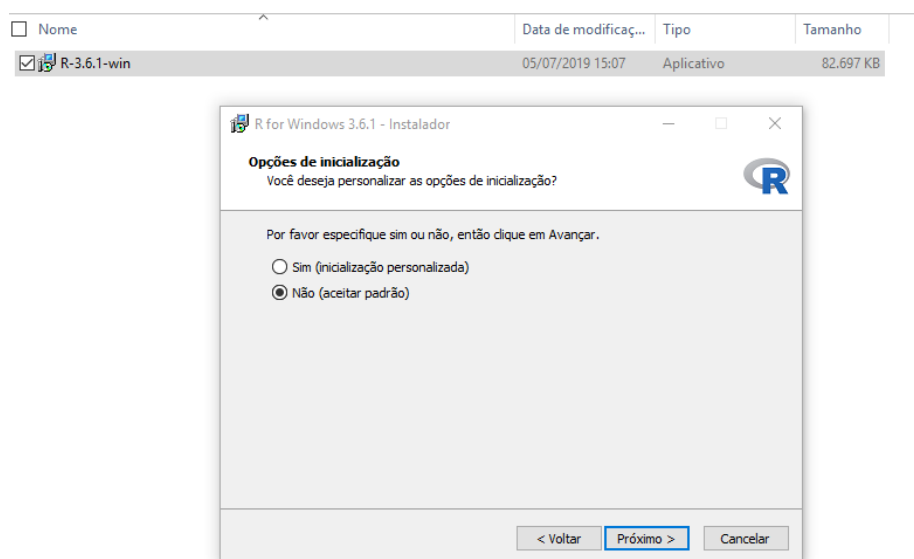 Nome Data de modificaç... Tipo Tamanho
R-3.6.1-win 05/07/2019 15:07 Aplicativo 82.697 KB
R for Windows 3.6.1 - Instalador
Opções de inicialização
Você deseja personalizar as opções de inicialização?
R
Por favor especifique sim ou não, então clique em Avançar.
Sim (inicialização personalizada)
Não (aceitar padrão)
< Voltar Próximo > Cancelar